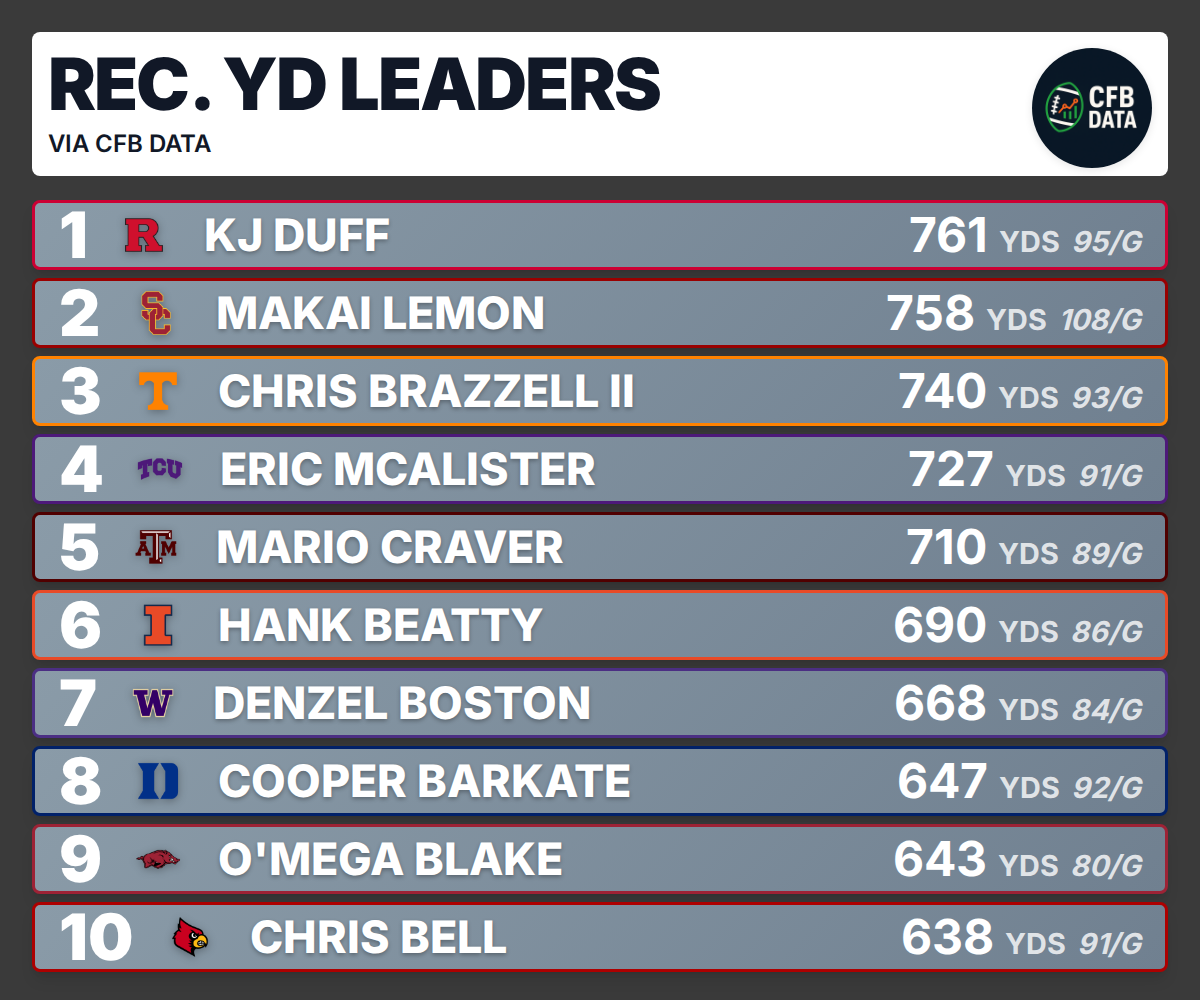 REC. YD LEADERS
VIA CFB DATA
CFB
DATA
1 R KJ DUFF 761 YDS 95/G
2 SC MAKAI LEMON 758 YDS 108/G
3 T CHRIS BRAZZELL II 740 YDS 93/G
4 TCU ERIC MCALISTER 727 YDS 91/G
5 ATM MARIO CRAVER 710 YDS 89/G
6 I HANK BEATTY 690 YDS 86/G
7 W DENZEL BOSTON 668 YDS 84/G
8 D COOPER BARKATE 647 YDS 92/G
9 O'MEGA BLAKE 643 YDS 80/G
10 CHRIS BELL 638 YDS 91/G